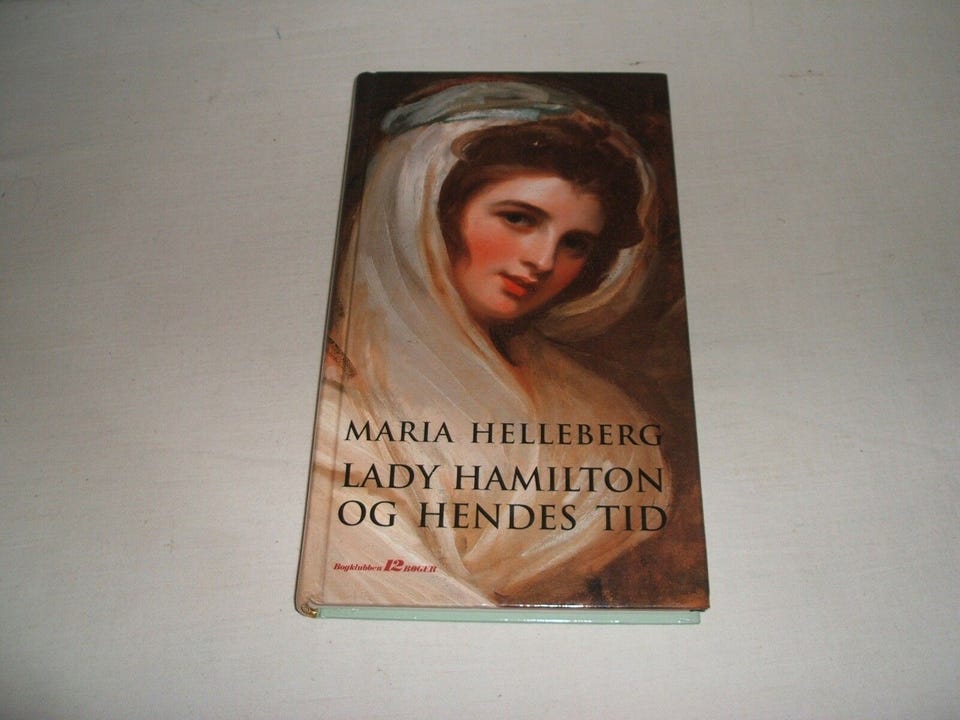 MARIA HELLEBERG
LADY HAMILTON
OG HENDES TID
Bogklubben 12 BØGER